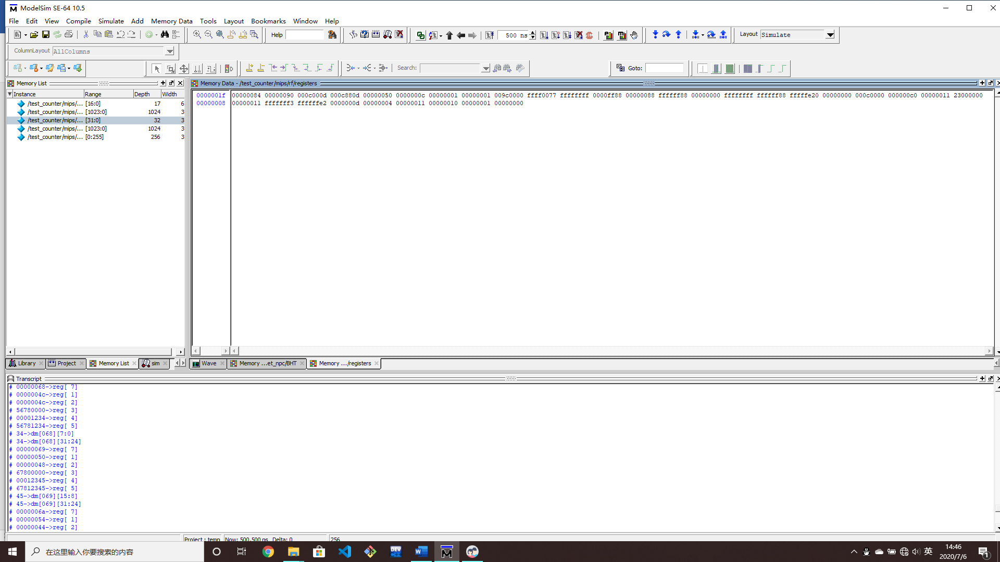 ModelSim SE-64 10.5
File Edit View Compile Simulate Add Memory Data Tools Layout Bookmarks Window Help
Help 500 ns Layout Simulate
ColumnLayout AllColumns
Search: Goto:
Memory List
Instance Range Depth Width
/test_counter/mips/... [16:0] 17 6
/test_counter/mips/... [1023:0] 1024 3
/test_counter/mips/... [31:0] 32 3
/test_counter/mips/... [1023:0] 1024 3
/test_counter/mips/... [0:255] 256 3
Memory Data - /test_counter/mips/rf/registers
0000001f 00000084 00000090 000c000d 000c880d 00000050 0000000c 00000001 00000001 009c0000 ffff0077 ffffffff 0000ff88 00000088 ffffff88 00000000 ffffffff ffffff88 fffffe20 00000000 000c0000 000000c0 00000011 23000000
00000008 00000011 fffffff3 ffffffe2 0000000d 00000004 00000011 00000010 00000001 00000000
Library Project Memory List sim
Wave Memory ...et_npc/BHT Memory .../registers
Transcript
# 00000068->reg[ 7]
# 0000004c->reg[ 1]
# 0000004c->reg[ 2]
# 56780000->reg[ 3]
# 00001234->reg[ 4]
# 56781234->reg[ 5]
# 34->dm[068][7:0]
# 34->dm[068][31:24]
# 00000069->reg[ 7]
# 00000050->reg[ 1]
# 00000048->reg[ 2]
# 67800000->reg[ 3]
# 00012345->reg[ 4]
# 67812345->reg[ 5]
# 45->dm[069][15:8]
# 45->dm[069][31:24]
# 0000006a->reg[ 7]
# 00000054->reg[ 1]
# 00000044->reg[ 2]
Project : temp Now: 500,500 ns Delta: 0 256
在这里输入你要搜索的内容
DEV
英
14:46
2020/7/6
1